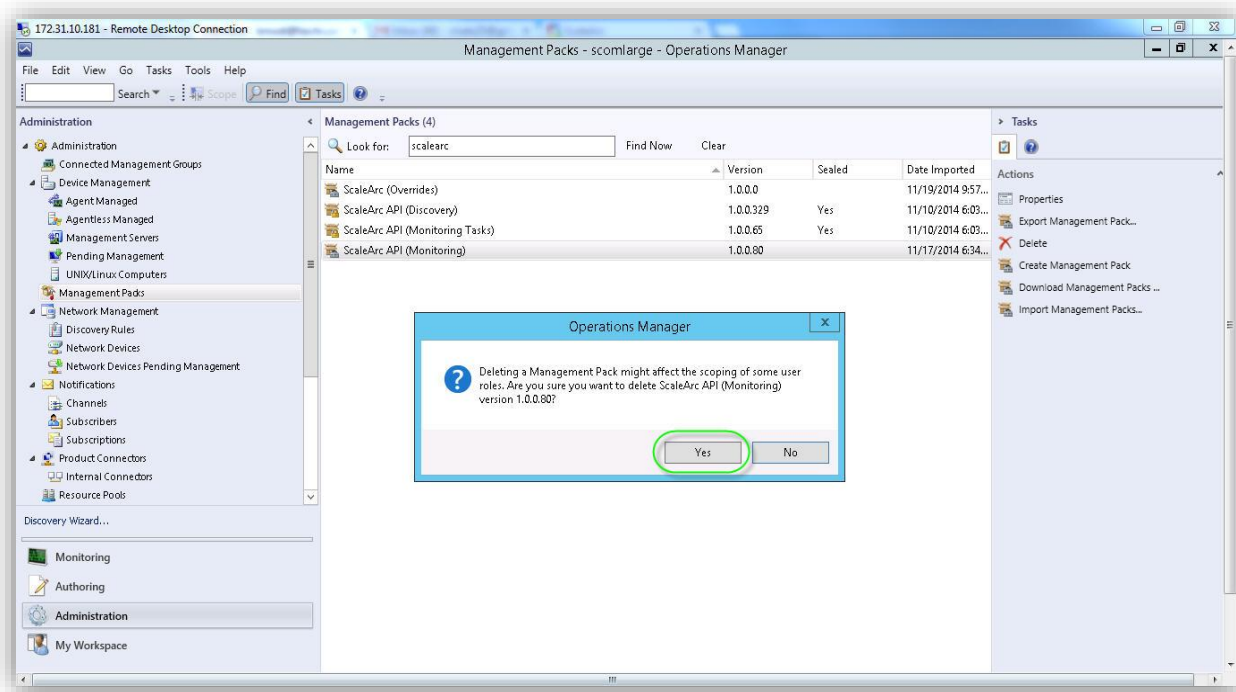 172.31.10.181 - Remote Desktop Connection
Management Packs - scomlarge - Operations Manager
File Edit View Go Tasks Tools Help
Search Scope Find Tasks
Administration
Administration
Connected Management Groups
Device Management
Agent Managed
Agentless Managed
Management Servers
Pending Management
UNIX/Linux Computers
Management Packs
Network Management
Discovery Rules
Network Devices
Network Devices Pending Management
Notifications
Channels
Subscribers
Subscriptions
Product Connectors
Internal Connectors
Resource Pools
Discovery Wizard...
Monitoring
Authoring
Administration
My Workspace
Management Packs (4)
Look for: scalearc Find Now Clear
Name Version Sealed Date Imported
ScaleArc (Overrides) 1.0.0.0 11/19/2014 9:57...
ScaleArc API (Discovery) 1.0.0.329 Yes 11/10/2014 6:03...
ScaleArc API (Monitoring Tasks) 1.0.0.65 Yes 11/10/2014 6:03...
ScaleArc API (Monitoring) 1.0.0.80 11/17/2014 6:34...
Operations Manager
x
Deleting a Management Pack might affect the scoping of some user
roles. Are you sure you want to delete ScaleArc API (Monitoring)
version 1.0.0.80?
Yes No
Tasks
Actions
Properties
Export Management Pack...
Delete
Create Management Pack
Download Management Packs ...
Import Management Packs...